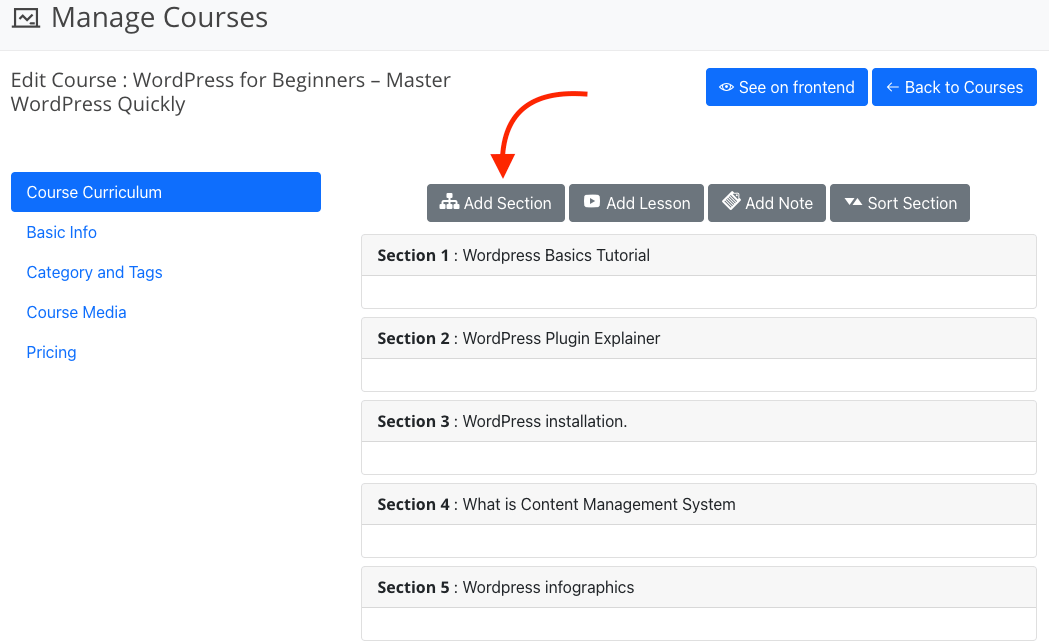 Manage Courses
Edit Course : WordPress for Beginners – Master
WordPress Quickly
See on frontend
Back to Courses
Course Curriculum
Basic Info
Category and Tags
Course Media
Pricing
Add Section
Add Lesson
Add Note
Sort Section
Section 1 : Wordpress Basics Tutorial
Section 2 : WordPress Plugin Explainer
Section 3 : WordPress installation.
Section 4 : What is Content Management System
Section 5 : Wordpress infographics